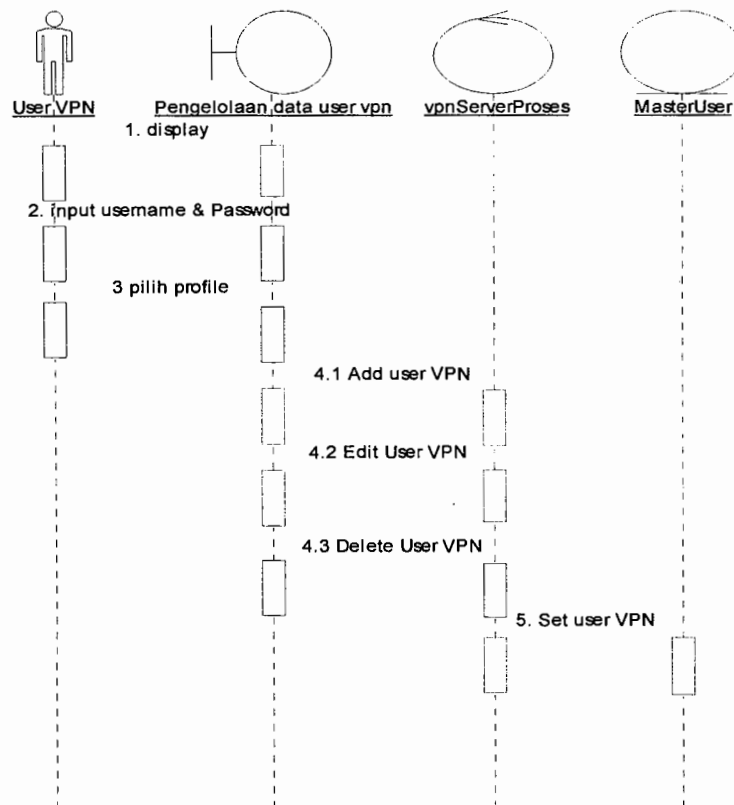 User VPN
Pengelolaan data user vpn
vpnServerProses
MasterUser
1. display
2. input username & Password
3 pilih profile
4.1 Add user VPN
4.2 Edit User VPN
4.3 Delete User VPN
5. Set user VPN